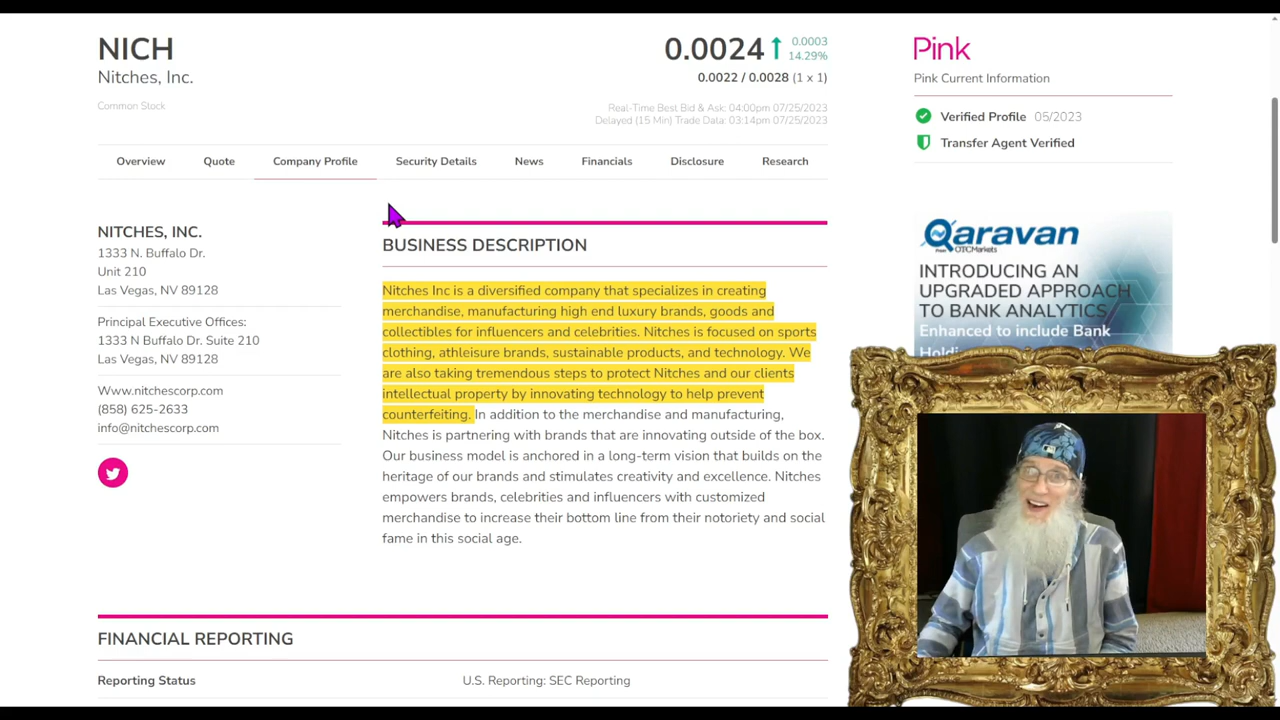 NICH
Nitches, Inc.
Common Stock
0.0024 0.0003
14.29%
0.0022 / 0.0028 (1 x 1)
Real-Time Best Bid & Ask: 04:00pm 07/25/2023
Delayed (15 Min) Trade Data: 03:14pm 07/25/2023
Pink
Pink Current Information
Verified Profile 05/2023
Transfer Agent Verified
Overview Quote Company Profile Security Details News Financials Disclosure Research
NITCHES, INC.
1333 N. Buffalo Dr.
Unit 210
Las Vegas, NV 89128
Principal Executive Offices:
1333 N Buffalo Dr. Suite 210
Las Vegas, NV 89128
Www.nitchescorp.com
(858) 625-2633
info@nitchescorp.com
BUSINESS DESCRIPTION
Nitches Inc is a diversified company that specializes in creating
merchandise, manufacturing high end luxury brands, goods and
collectibles for influencers and celebrities. Nitches is focused on sports
clothing, athleisure brands, sustainable products, and technology. We
are also taking tremendous steps to protect Nitches and our clients
intellectual property by innovating technology to help prevent
counterfeiting. In addition to the merchandise and manufacturing,
Nitches is partnering with brands that are innovating outside of the box.
Our business model is anchored in a long-term vision that builds on the
heritage of our brands and stimulates creativity and excellence. Nitches
empowers brands, celebrities and influencers with customized
merchandise to increase their bottom line from their notoriety and social
fame in this social age.
Qaravan
from OTCMarkets
INTRODUCING AN
UPGRADED APPROACH
TO BANK ANALYTICS
Enhanced to include Bank
FINANCIAL REPORTING
Reporting Status U.S. Reporting: SEC Reporting